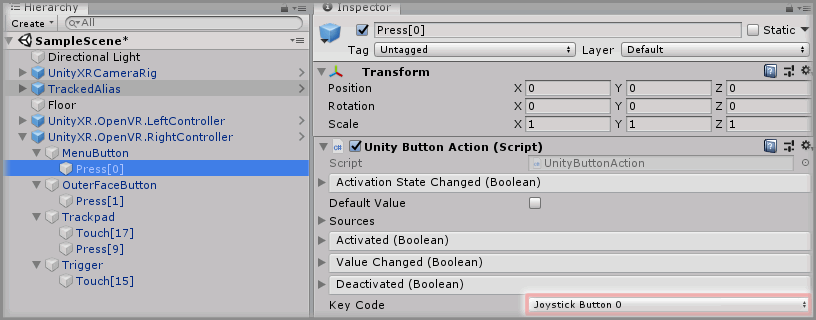 Hierarchy
Create All
SampleScene*
Directional Light
UnityXRCameraRig
TrackedAlias
Floor
UnityXR.OpenVR.LeftController
UnityXR.OpenVR.RightController
MenuButton
Press[0]
OuterFaceButton
Press[1]
Trackpad
Touch[17]
Press[9]
Trigger
Touch[15]
Inspector
Press[0] Static
Tag Untagged Layer Default
Transform
Position X 0 Y 0 Z 0
Rotation X 0 Y 0 Z 0
Scale X 1 Y 1 Z 1
Unity Button Action (Script)
Script UnityButtonAction
Activation State Changed (Boolean)
Default Value
Sources
Activated (Boolean)
Value Changed (Boolean)
Deactivated (Boolean)
Key Code Joystick Button 0